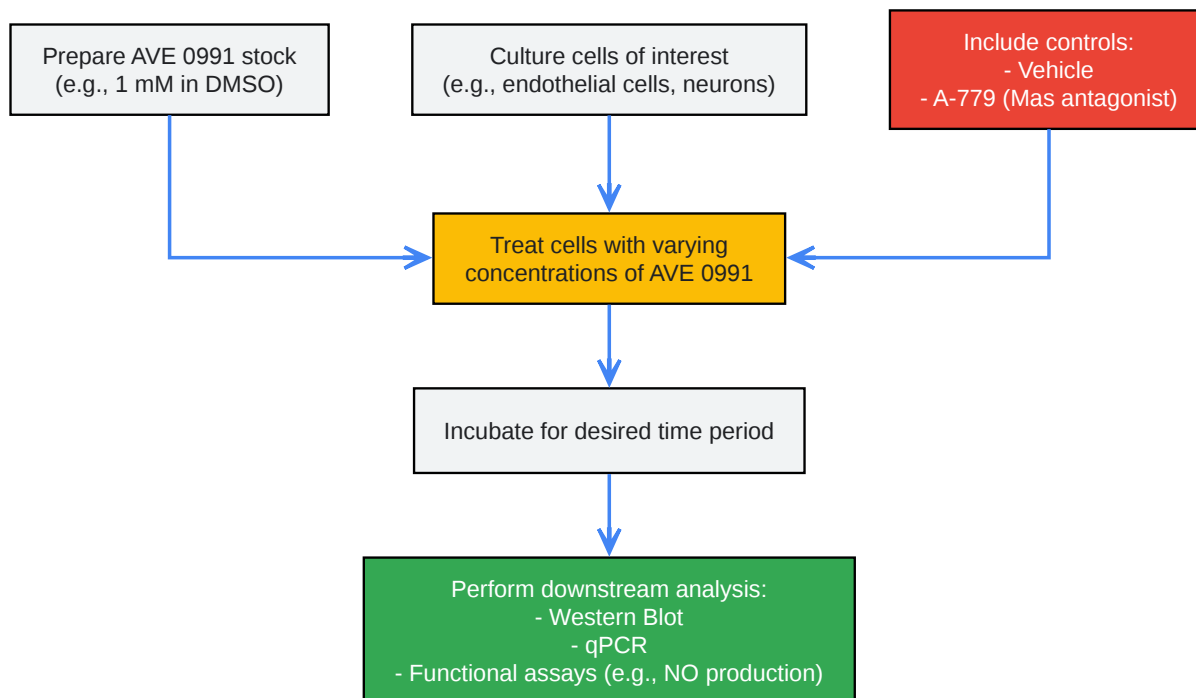 Prepare AVE 0991 stock
(e.g., 1 mM in DMSO)
Culture cells of interest
(e.g., endothelial cells, neurons)
Include controls:
- Vehicle
- A-779 (Mas antagonist)
Treat cells with varying
concentrations of AVE 0991
Incubate for desired time period
Perform downstream analysis:
- Western Blot
- qPCR
- Functional assays (e.g., NO production)